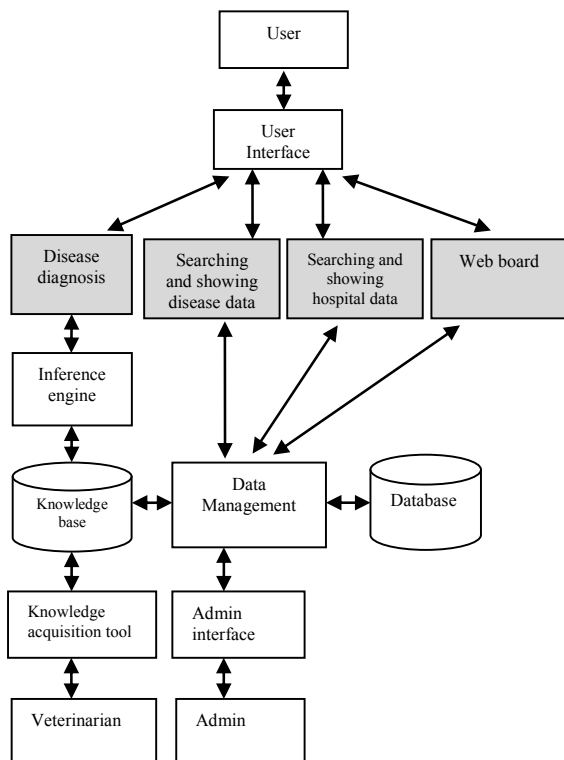 User
User
Interface
Disease
diagnosis
Searching
and showing
disease data
Searching and
showing
hospital data
Web board
Inference
engine
Knowledge
base
Data
Management
Database
Knowledge
acquisition tool
Admin
interface
Veterinarian
Admin